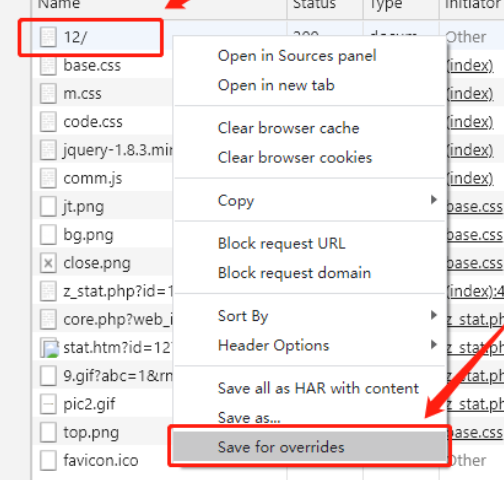 Name Status Type Initiator
12/ 200 docum Other
Open in Sources panel
base.css (index)
Open in new tab
m.css (index)
code.css (index)
Clear browser cache
jquery-1.8.3.min (index)
Clear browser cookies
comm.js (index)
Copy
jt.png base.css
bg.png base.css
Block request URL
close.png base.css
Block request domain
z_stat.php?id=1 (index):4
Sort By
core.php?web_i z_stat.ph
Header Options
stat.htm?id=127 z_stat.ph
9.gif?abc=1&rn z_stat.ph
Save all as HAR with content
pic2.gif z_stat.ph
Save as...
top.png base.css
Save for overrides
favicon.ico Other